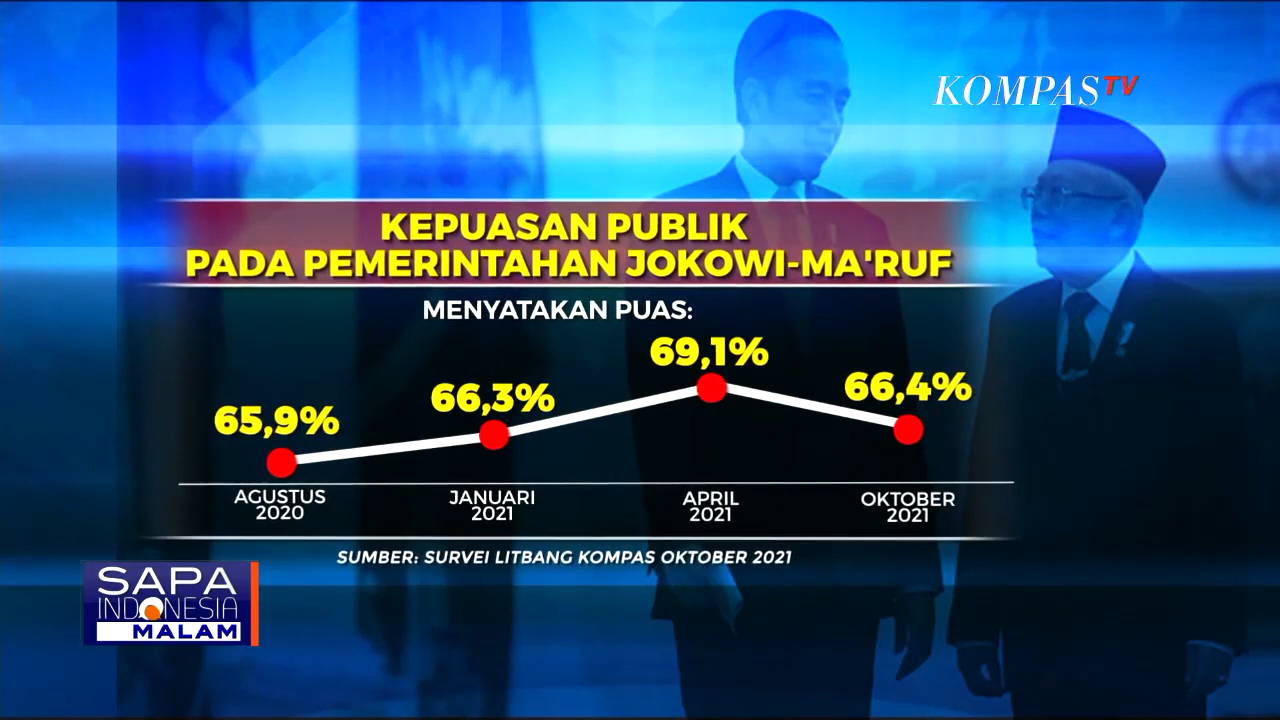 KOMPASTV
KEPUASAN PUBLIK
PADA PEMERINTAHAN JOKOWI-MA'RUF
MENYATAKAN PUAS:
65,9%
66,3%
69,1%
66,4%
AGUSTUS
2020
JANUARI
2021
APRIL
2021
OKTOBER
2021
SUMBER: SURVEI LITBANG KOMPAS OKTOBER 2021
SAPA
INDONESIA
MALAM